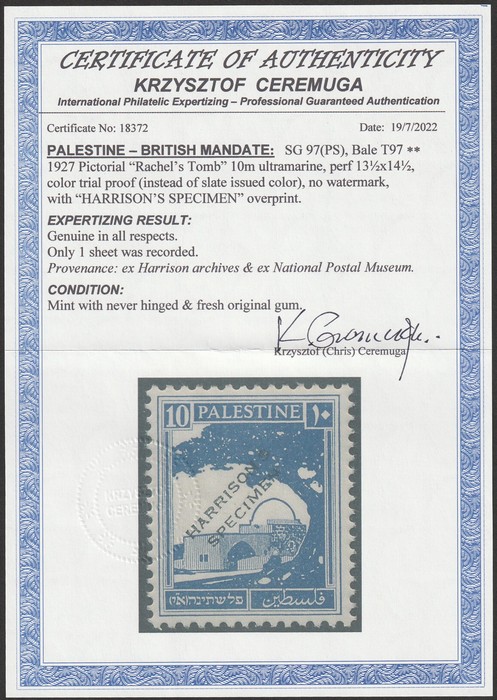 CERTIFICATE OF AUTHENTICITY
KRZYSZTOF CEREMUGA
International Philatelic Expertizing – Professional Guaranteed Authentication
Certificate No: 18372
Date: 19/7/2022
PALESTINE – BRITISH MANDATE: SG 97(PS), Bale T97 **
1927 Pictorial “Rachel’s Tomb” 10m ultramarine, perf 13½x14½,
color trial proof (instead of slate issued color), no watermark,
with “HARRISON’S SPECIMEN” overprint.
EXPERTIZING RESULT:
Genuine in all respects.
Only 1 sheet was recorded.
Provenance: ex Harrison archives & ex National Postal Museum.
CONDITION:
Mint with never hinged & fresh original gum.
Krzysztof (Chris) Ceremuga
10 PALESTINE ١٠
HARRISON'S
SPECIMEN
פלשתינה (א״י) فلسطين